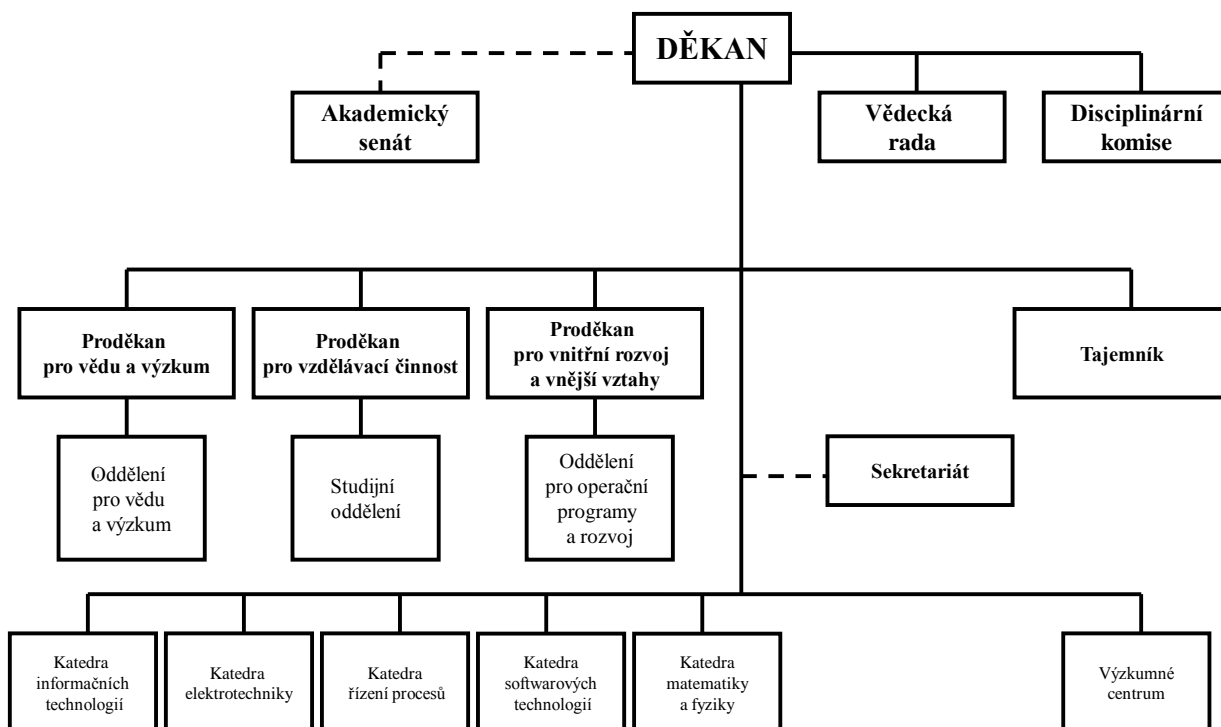 DĚKAN
Akademický
senát
Vědecká
rada
Disciplinární
komise
Proděkan
pro vědu a výzkum
Proděkan
pro vzdělávací činnost
Proděkan
pro vnitřní rozvoj
a vnější vztahy
Tajemník
Oddělení
pro vědu
a výzkum
Studijní
oddělení
Oddělení
pro operační
programy
a rozvoj
Sekretariát
Katedra
informačních
technologií
Katedra
elektrotechniky
Katedra
řízení procesů
Katedra
softwarových
technologií
Katedra
matematiky
a fyziky
Výzkumné
centrum